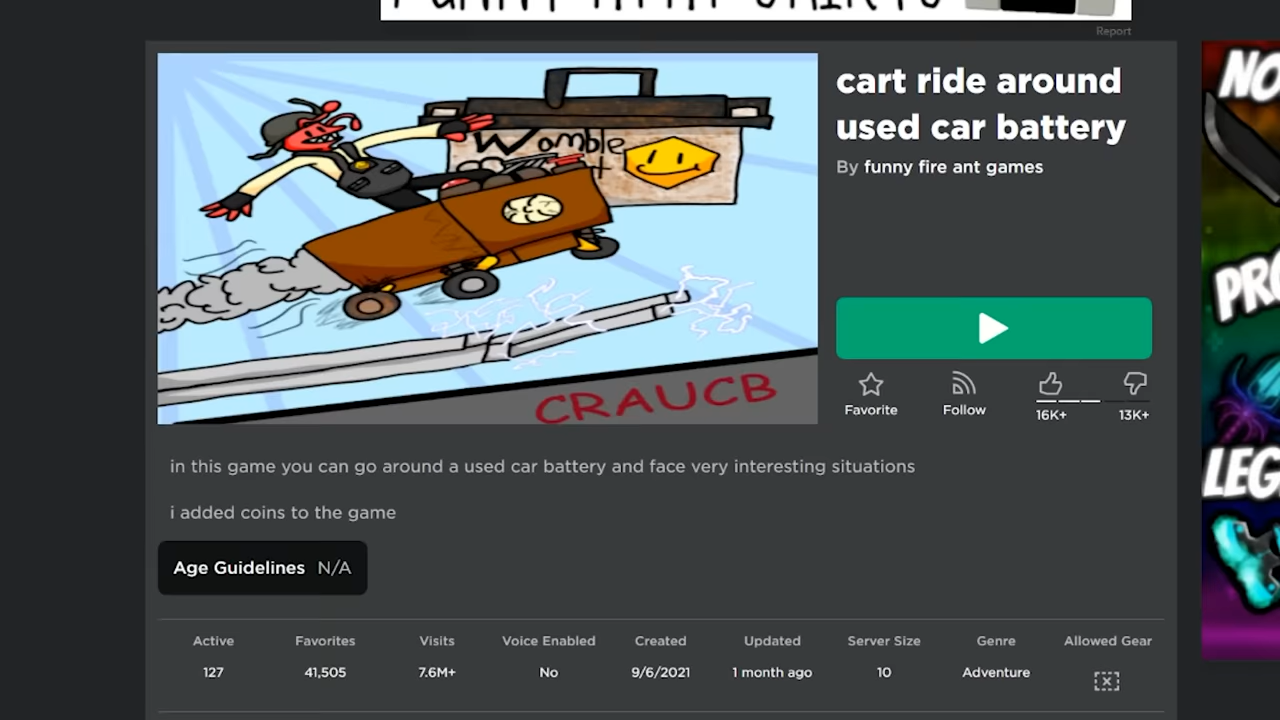 Report
cart ride around
used car battery
By funny fire ant games
Womble
CRAUCB
Favorite
Follow
16K+
13K+
in this game you can go around a used car battery and face very interesting situations
i added coins to the game
Age Guidelines N/A
Active Favorites Visits Voice Enabled Created Updated Server Size Genre Allowed Gear
127 41,505 7.6M+ No 9/6/2021 1 month ago 10 Adventure